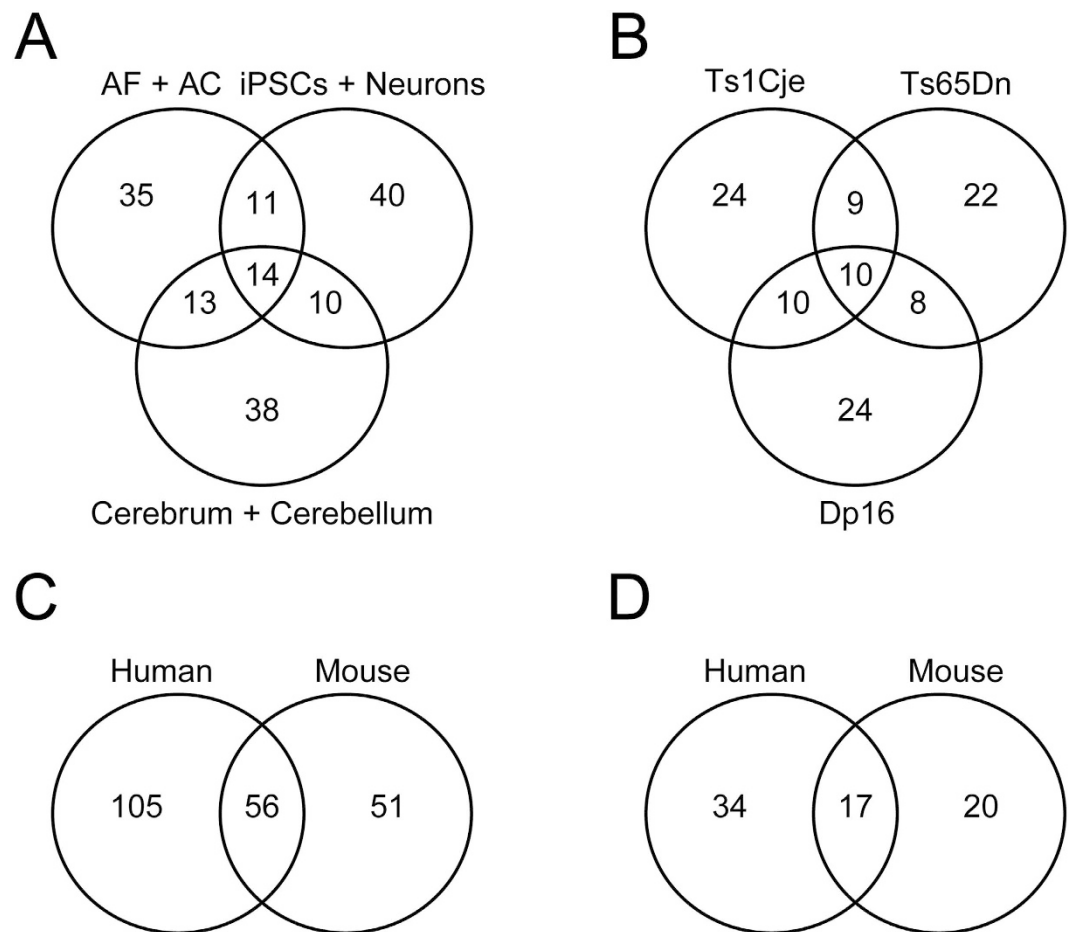 A
AF + AC iPSCs + Neurons
35 11 40
14
13 10
38
Cerebrum + Cerebellum
B
Ts1Cje Ts65Dn
24 9 22
10
10 8
24
Dp16
C
Human Mouse
105 56 51
D
Human Mouse
34 17 20